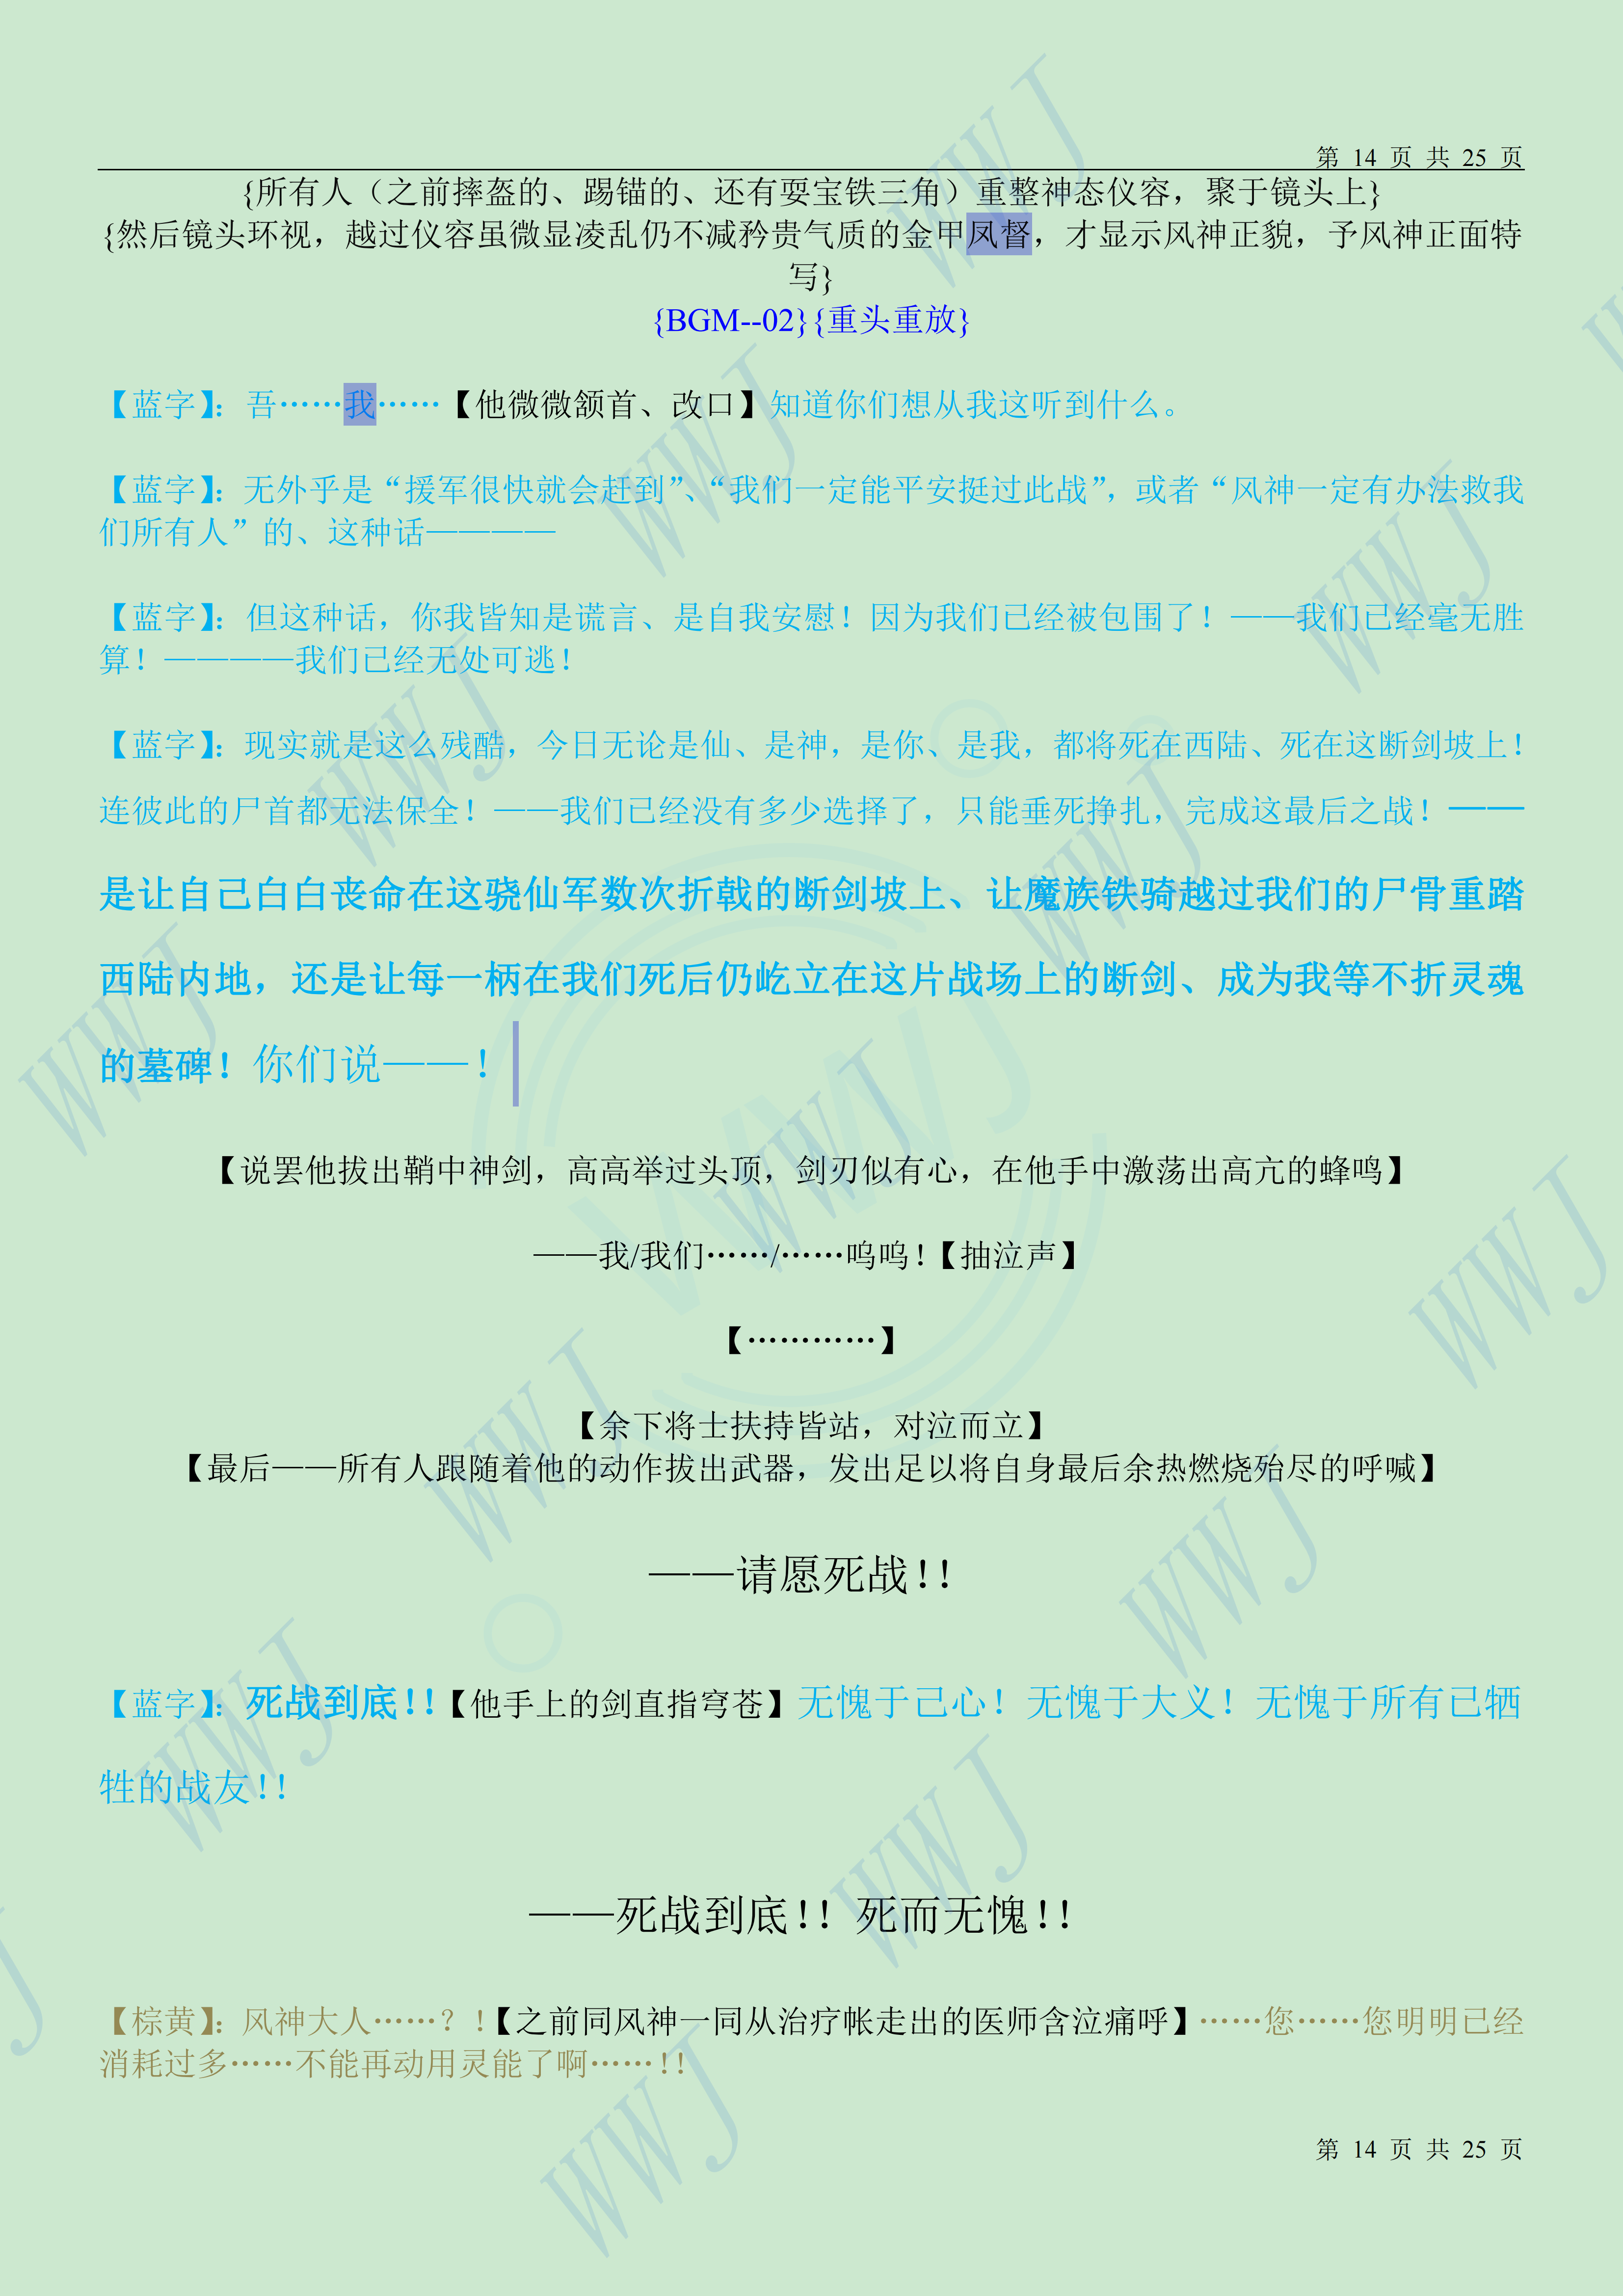 第 14 页 共 25 页
{所有人（之前摔盔的、踢锚的、还有耍宝铁三角）重整神态仪容，聚于镜头上}
{然后镜头环视，越过仪容虽微显凌乱仍不减矜贵气质的金甲凤督，才显示风神正貌，予风神正面特
写}
{BGM--02}{重头重放}
【蓝字】：吾……我……【他微微颔首、改口】知道你们想从我这听到什么。
【蓝字】：无外乎是“援军很快就会赶到”、“我们一定能平安挺过此战”，或者“风神一定有办法救我
们所有人”的、这种话————
【蓝字】：但这种话，你我皆知是谎言、是自我安慰！因为我们已经被包围了！——我们已经毫无胜
算！————我们已经无处可逃！
【蓝字】：现实就是这么残酷，今日无论是仙、是神，是你、是我，都将死在西陆、死在这断剑坡上！
连彼此的尸首都无法保全！——我们已经没有多少选择了，只能垂死挣扎，完成这最后之战！——
是让自己白白丧命在这骁仙军数次折戟的断剑坡上、让魔族铁骑越过我们的尸骨重踏
西陆内地，还是让每一柄在我们死后仍屹立在这片战场上的断剑、成为我等不折灵魂
的墓碑！你们说——！
【说罢他拔出鞘中神剑，高高举过头顶，剑刃似有心，在他手中激荡出高亢的蜂鸣】
——我/我们……/……呜呜！【抽泣声】
【…………】
【余下将士扶持皆站，对泣而立】
【最后——所有人跟随着他的动作拔出武器，发出足以将自身最后余热燃烧殆尽的呼喊】
——请愿死战！！
【蓝字】：死战到底！！【他手上的剑直指穹苍】无愧于己心！无愧于大义！无愧于所有已牺
牲的战友！！
——死战到底！！死而无愧！！
【棕黄】：风神大人……？！【之前同风神一同从治疗帐走出的医师含泣痛呼】……您……您明明已经
消耗过多……不能再动用灵能了啊……！！
第 14 页 共 25 页
WWJ